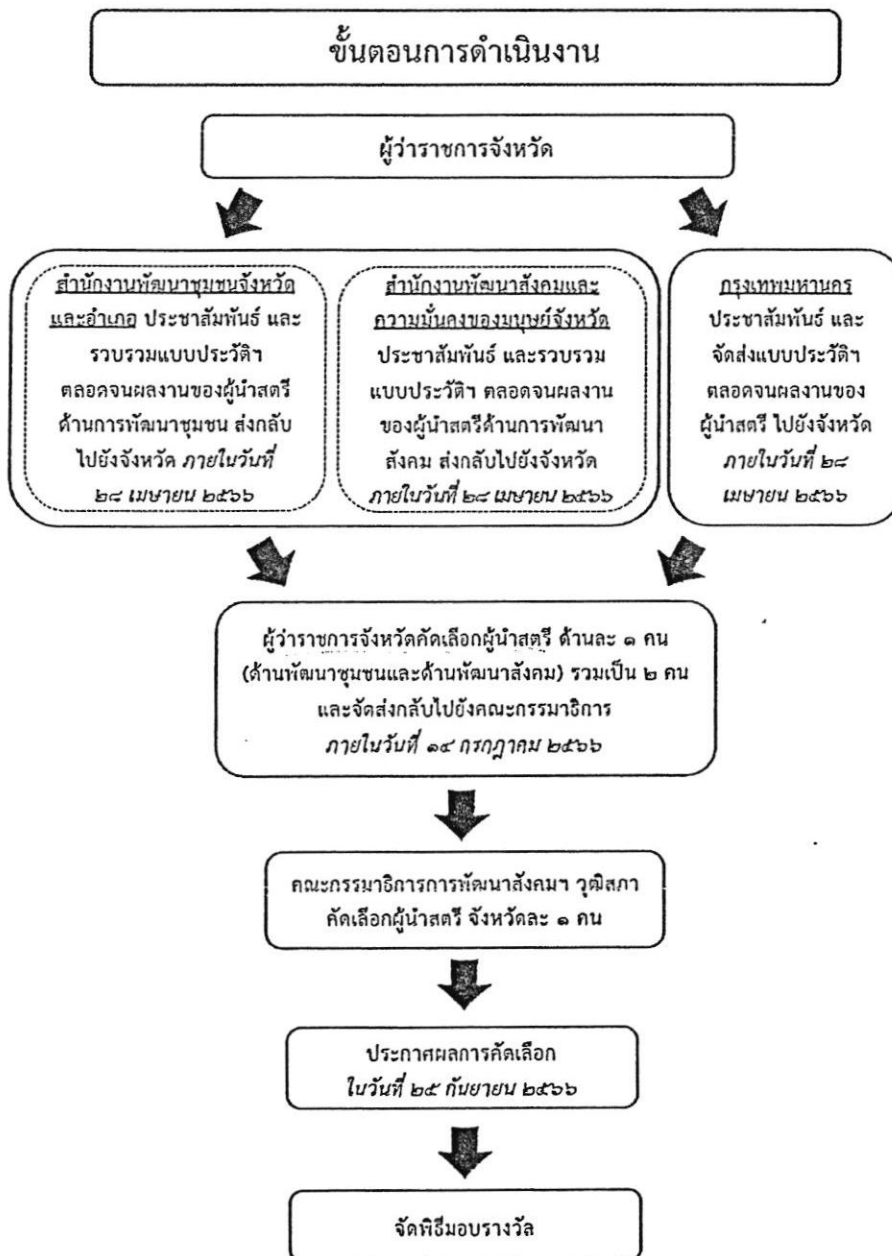 ขั้นตอนการดำเนินงาน
ผู้ว่าราชการจังหวัด
สำนักงานพัฒนาชุมชนจังหวัด
และอำเภอ ประชาสัมพันธ์ และ
รวบรวมแบบประวัติฯ
ตลอดจนผลงานของผู้นำสตรี
ด้านการพัฒนาชุมชน ส่งกลับ
ไปยังจังหวัด ภายในวันที่
๒๘ เมษายน ๒๕๖๖
สำนักงานพัฒนาสังคมและ
ความมั่นคงของมนุษย์จังหวัด
ประชาสัมพันธ์ และรวบรวม
แบบประวัติฯ ตลอดจนผลงาน
ของผู้นำสตรีด้านการพัฒนา
สังคม ส่งกลับไปยังจังหวัด
ภายในวันที่ ๒๘ เมษายน ๒๕๖๖
กรุงเทพมหานคร
ประชาสัมพันธ์ และ
จัดส่งแบบประวัติฯ
ตลอดจนผลงานของ
ผู้นำสตรี ไปยังจังหวัด
ภายในวันที่ ๒๘
เมษายน ๒๕๖๖
ผู้ว่าราชการจังหวัดคัดเลือกผู้นำสตรี ด้านละ ๑ คน
(ด้านพัฒนาชุมชนและด้านพัฒนาสังคม) รวมเป็น ๒ คน
และจัดส่งกลับไปยังคณะกรรมาธิการ
ภายในวันที่ ๑๔ กรกฎาคม ๒๕๖๖
คณะกรรมาธิการการพัฒนาสังคมฯ วุฒิสภา
คัดเลือกผู้นำสตรี จังหวัดละ ๑ คน
ประกาศผลการคัดเลือก
ในวันที่ ๒๕ กันยายน ๒๕๖๖
จัดพิธีมอบรางวัล